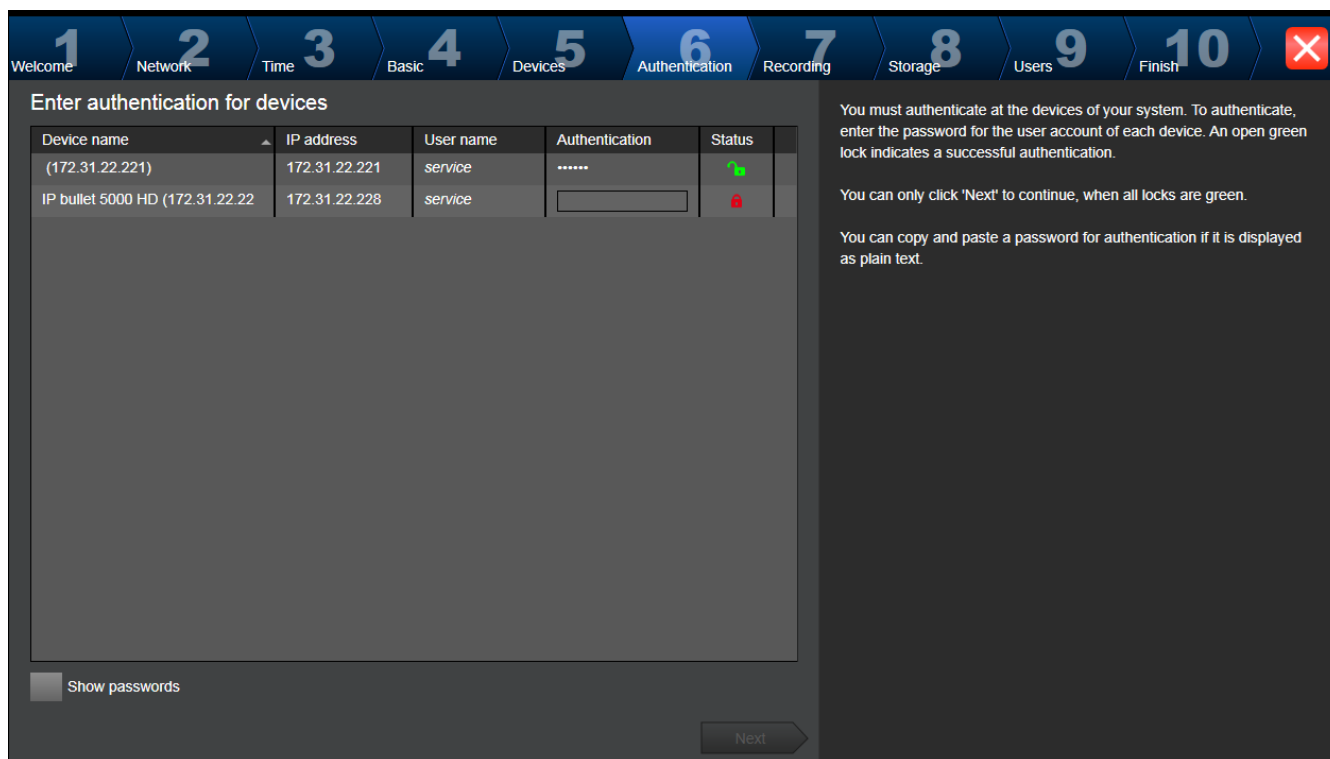 1 2 3 4 5 6 7 8 9 10
Welcome Network Time Basic Devices Authentication Recording Storage Users Finish
Enter authentication for devices
Device name IP address User name Authentication Status
(172.31.22.221) 172.31.22.221 service ••••••
IP bullet 5000 HD (172.31.22.22 172.31.22.228 service
Show passwords
Next
You must authenticate at the devices of your system. To authenticate,
enter the password for the user account of each device. An open green
lock indicates a successful authentication.
You can only click 'Next' to continue, when all locks are green.
You can copy and paste a password for authentication if it is displayed
as plain text.